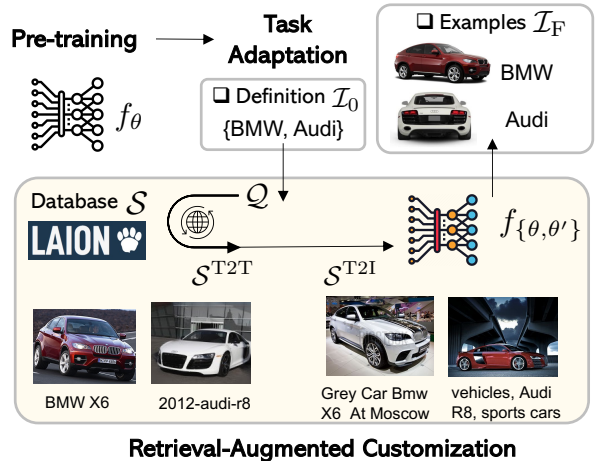 Pre-training
Task
Adaptation
❑ Examples I_F
BMW
Audi
f_θ
❑ Definition I_0
{BMW, Audi}
Database S
LAION
Q
S^T2T
S^T2I
f_{θ,θ′}
BMW X6
2012-audi-r8
Grey Car Bmw
X6 At Moscow
vehicles, Audi
R8, sports cars
Retrieval-Augmented Customization